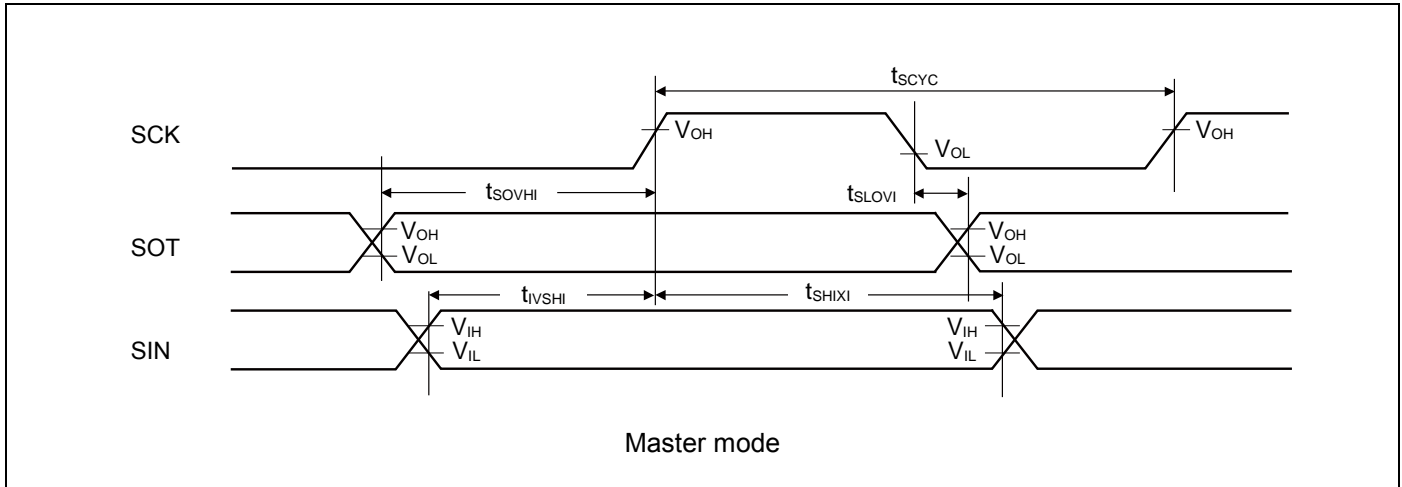 tSCYC
SCK
VOH
VOL
VOH
tSOVHI
tSLOVI
SOT
VOH
VOL
VOH
VOL
tIVSHI
tSHIXI
SIN
VIH
VIL
VIH
VIL
Master mode